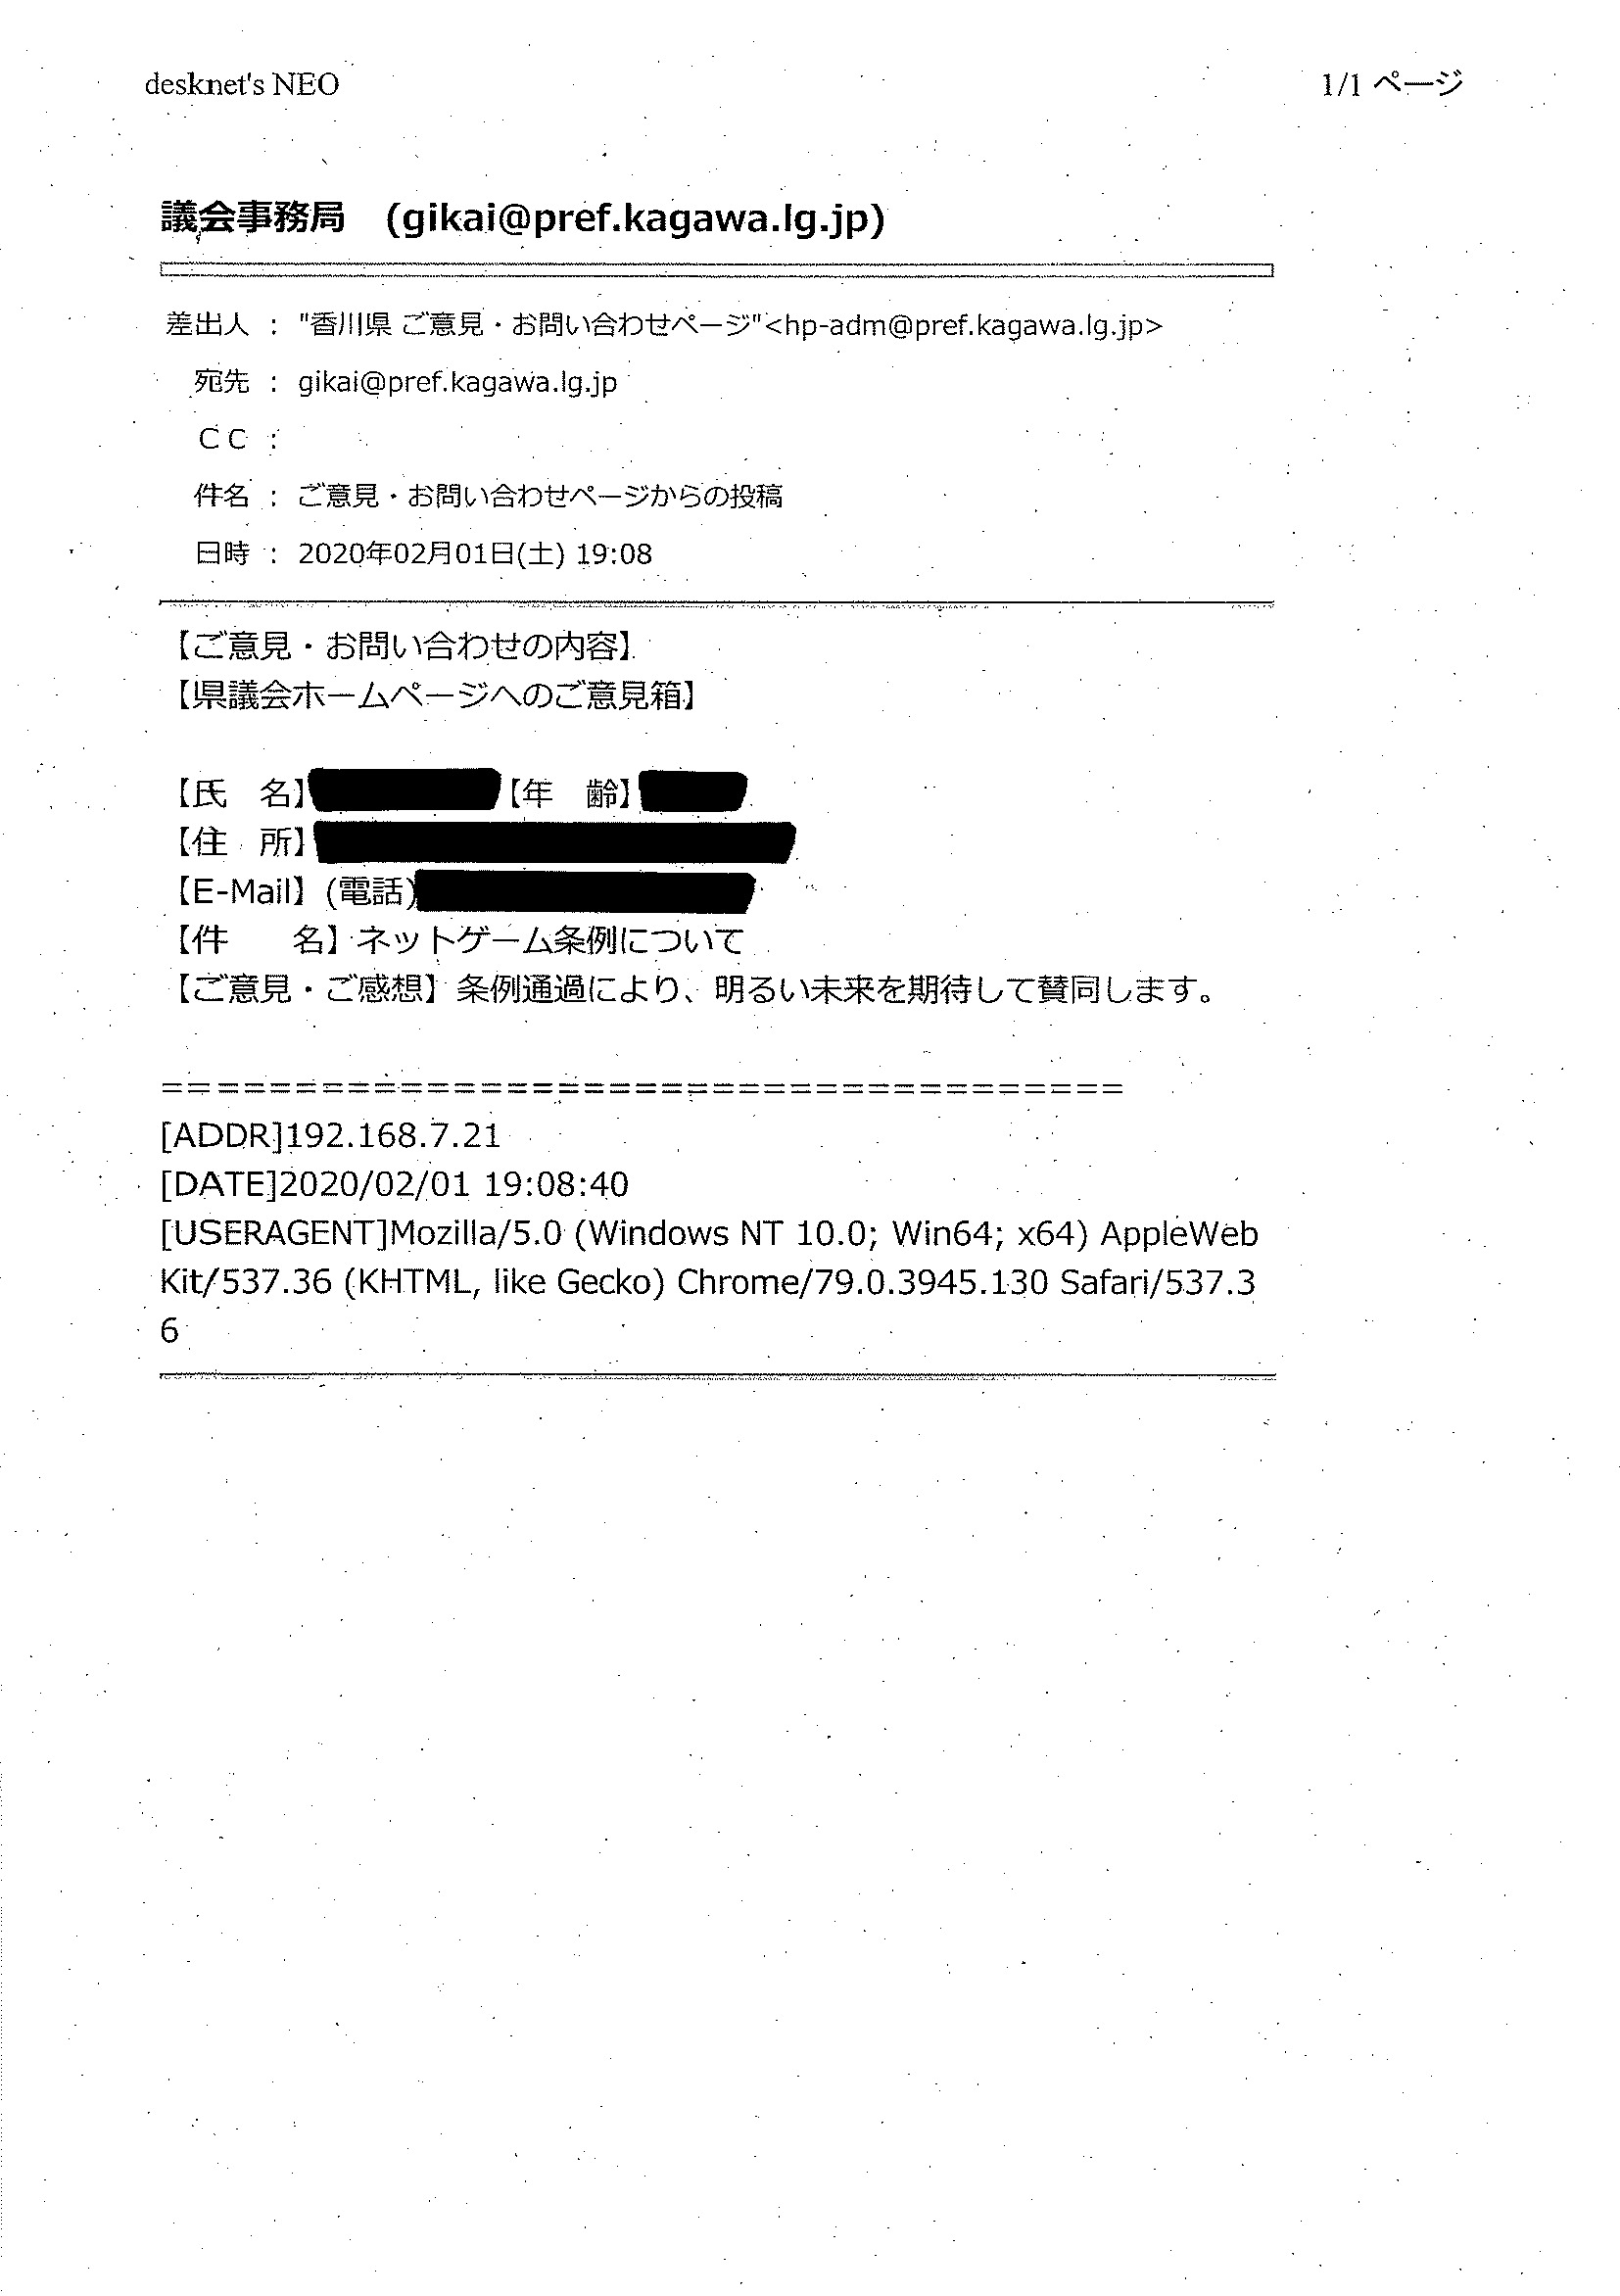 desknet's NEO
1/1 ページ
議会事務局　(gikai@pref.kagawa.lg.jp)
差出人 ： "香川県 ご意見・お問い合わせページ"<hp-adm@pref.kagawa.lg.jp>
宛先 ： gikai@pref.kagawa.lg.jp
ＣＣ ：
件名 ： ご意見・お問い合わせページからの投稿
日時 ： 2020年02月01日(土) 19:08
【ご意見・お問い合わせの内容】
【県議会ホームページへのご意見箱】
【氏　名】【年　齢】
【住　所】
【E-Mail】(電話)
【件　　名】ネットゲーム条例について
【ご意見・ご感想】条例通過により、明るい未来を期待して賛同します。
=====================================
[ADDR]192.168.7.21
[DATE]2020/02/01 19:08:40
[USERAGENT]Mozilla/5.0 (Windows NT 10.0; Win64; x64) AppleWeb
Kit/537.36 (KHTML, like Gecko) Chrome/79.0.3945.130 Safari/537.3
6